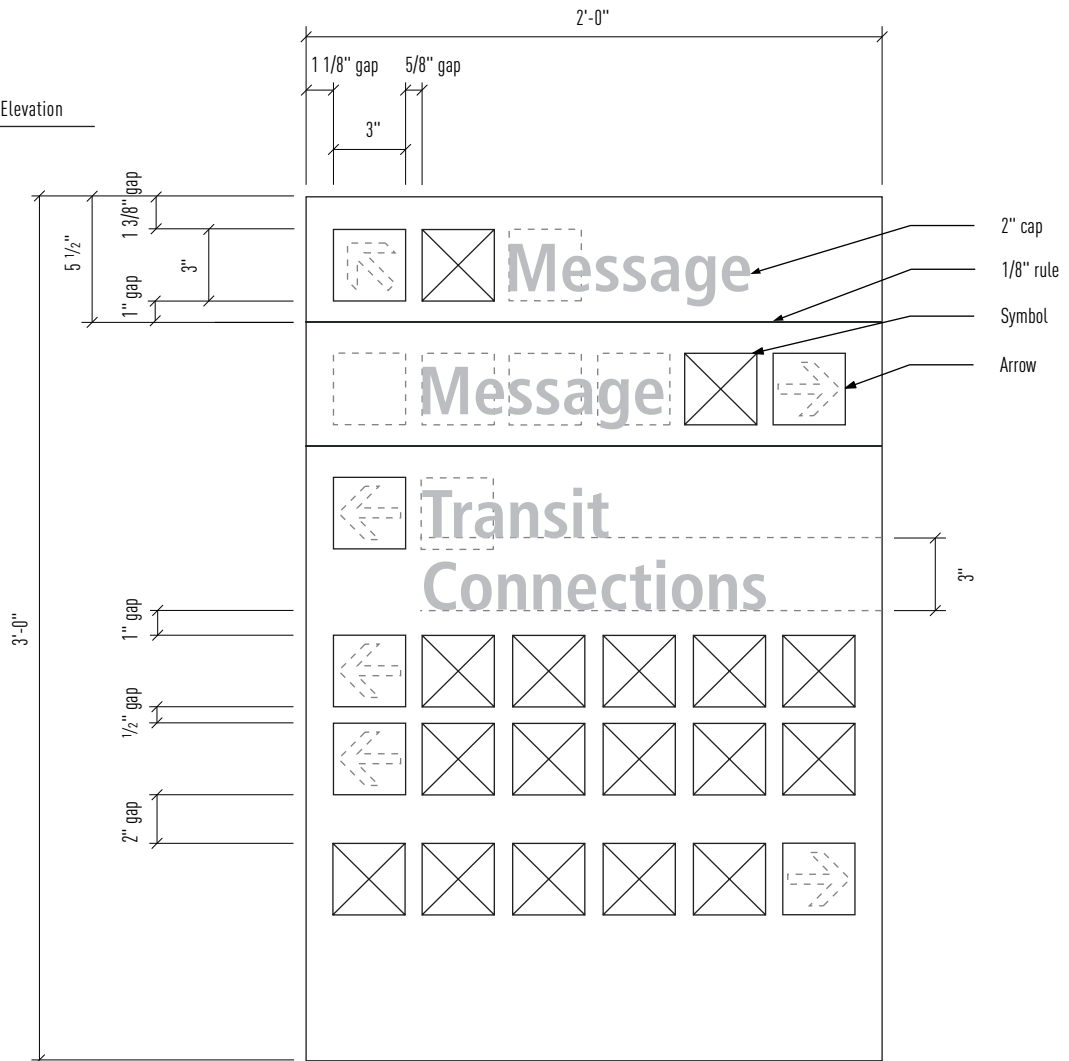 2'-0"
1 1/8" gap
5/8" gap
Elevation
3"
1 3/8" gap
5 1/2"
3"
1" gap
Message
2" cap
1/8" rule
Symbol
Message
Arrow
Transit
Connections
3"
3'-0"
1" gap
1/2" gap
2" gap